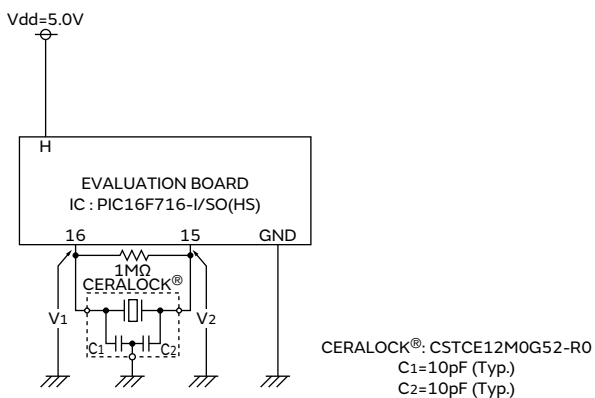 Vdd=5.0V
H
EVALUATION BOARD
IC : PIC16F716-I/SO(HS)
16 15 GND
1MΩ
CERALOCK®
V1 V2
C1 C2
CERALOCK®: CSTCE12M0G52-R0
C1=10pF (Typ.)
C2=10pF (Typ.)